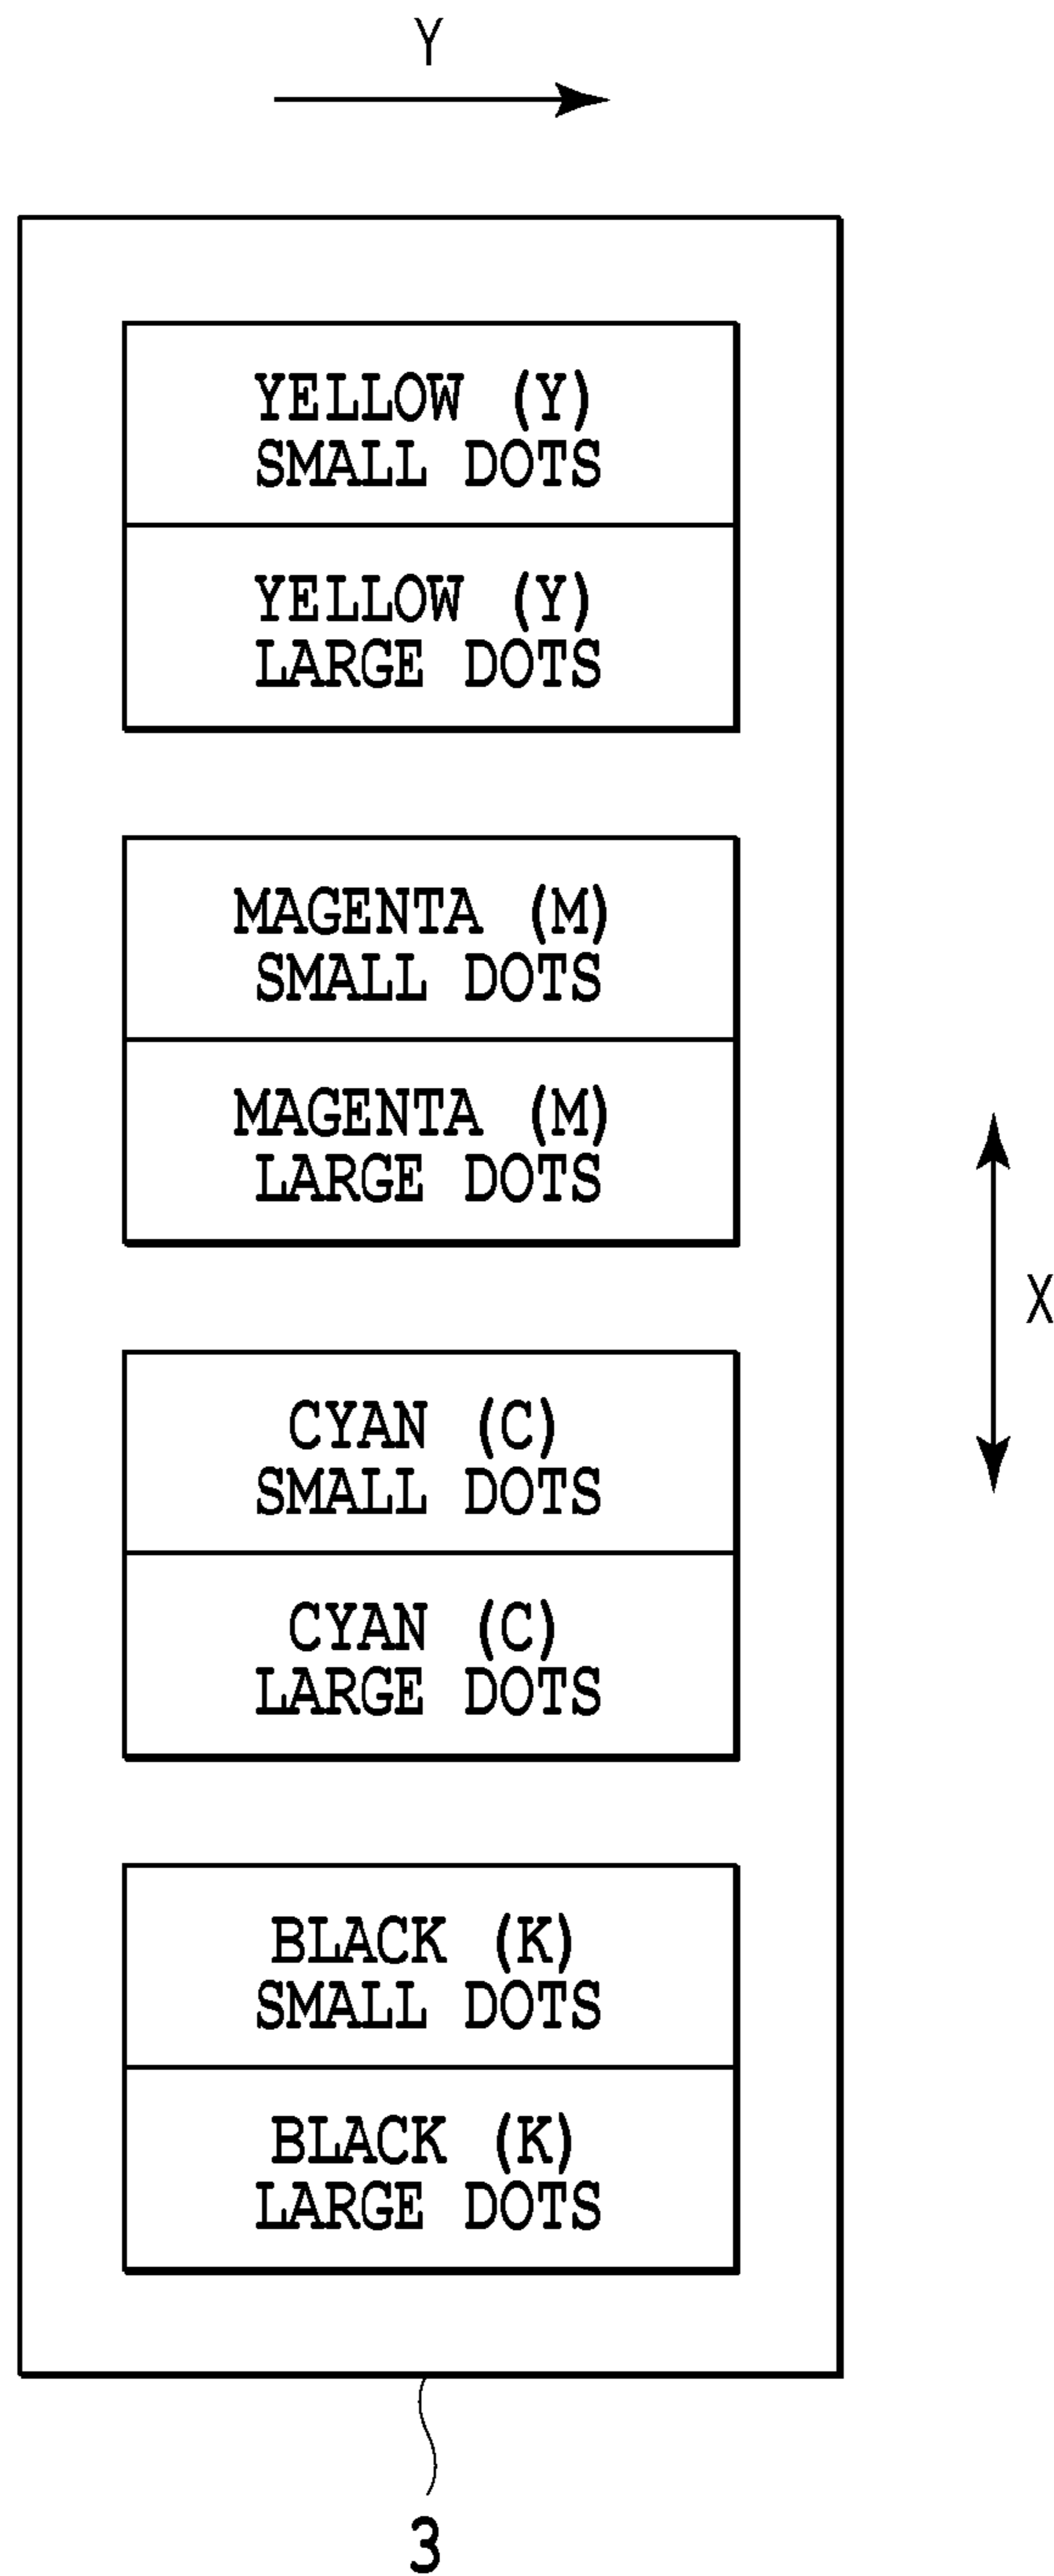 Y
YELLOW (Y)
SMALL DOTS
YELLOW (Y)
LARGE DOTS
MAGENTA (M)
SMALL DOTS
MAGENTA (M)
LARGE DOTS
X
CYAN (C)
SMALL DOTS
CYAN (C)
LARGE DOTS
BLACK (K)
SMALL DOTS
BLACK (K)
LARGE DOTS
3